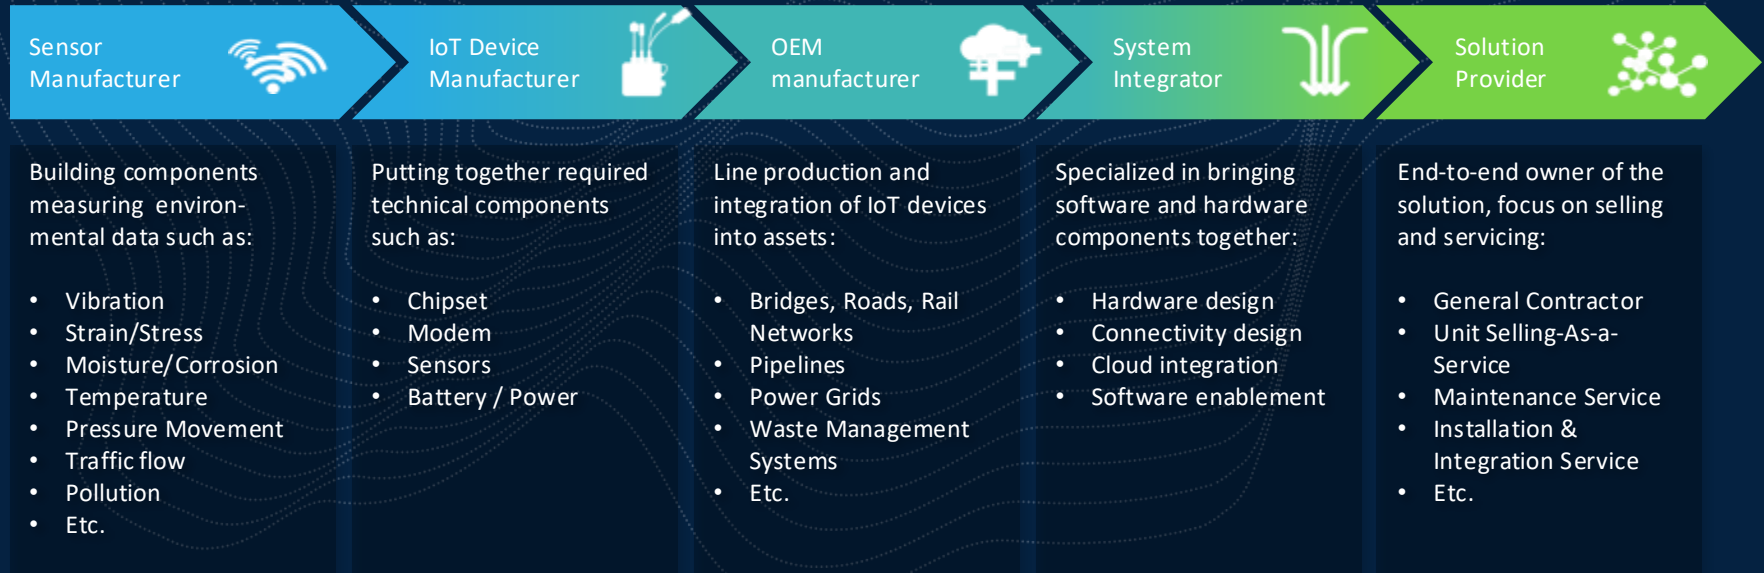 Sensor
Manufacturer
IoT Device
Manufacturer
OEM
manufacturer
System
Integrator
Solution
Provider
Building components
measuring environ-
mental data such as:
• Vibration
• Strain/Stress
• Moisture/Corrosion
• Temperature
• Pressure Movement
• Traffic flow
• Pollution
• Etc.
Putting together required
technical components
such as:
• Chipset
• Modem
• Sensors
• Battery / Power
Line production and
integration of IoT devices
into assets:
• Bridges, Roads, Rail
Networks
• Pipelines
• Power Grids
• Waste Management
Systems
• Etc.
Specialized in bringing
software and hardware
components together:
• Hardware design
• Connectivity design
• Cloud integration
• Software enablement
End-to-end owner of the
solution, focus on selling
and servicing:
• General Contractor
• Unit Selling-As-a-
Service
• Maintenance Service
• Installation &
Integration Service
• Etc.